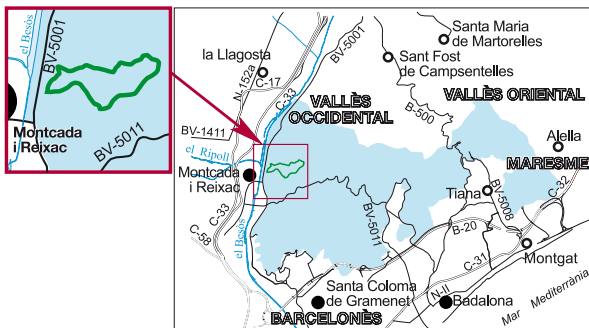 el Besòs
BV-5001
Montcada
i Reixac
BV-5011
la Llagosta
N-152a
C-17
C-33
BV-5001
Santa Maria
de Martorelles
Sant Fost
de Campsentelles
B-500
VALLÈS
OCCIDENTAL
VALLÈS ORIENTAL
Alella
MARESME
BV-1411
el Ripoll
Montcada
i Reixac
C-33
C-58
el Besòs
BV-5011
Tiana
BV-5008
C-32
B-20
C-31
Montgat
Santa Coloma
de Gramenet
N-II
Badalona
BARCELONÈS
Mar Mediterrània